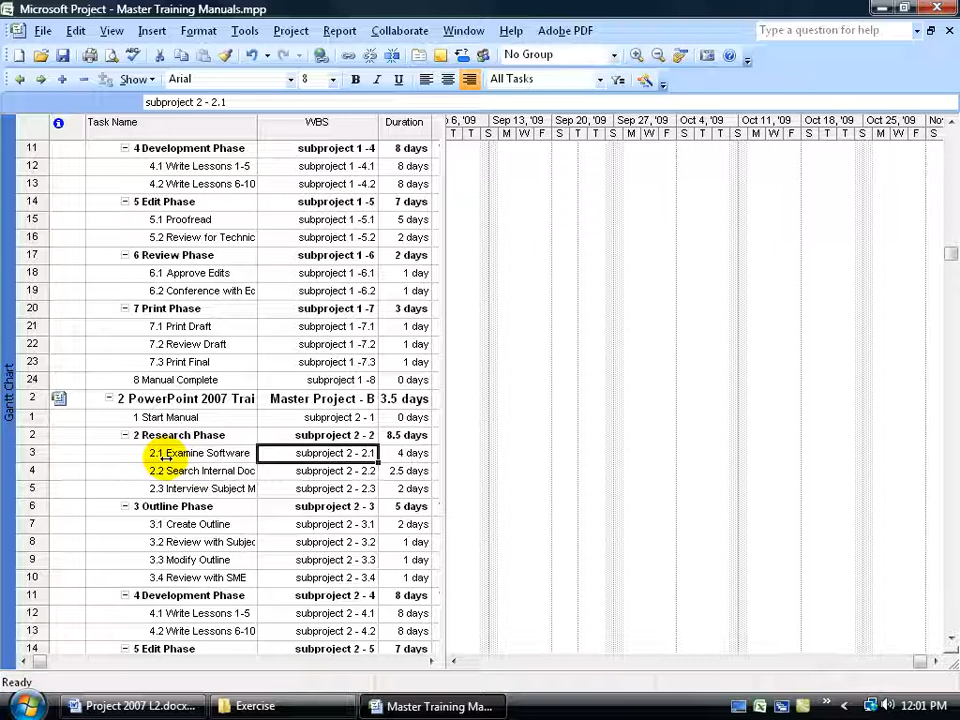 Microsoft Project - Master Training Manuals.mpp
File Edit View Insert Format Tools Project Report Collaborate Window Help Adobe PDF Type a question for help
No Group
Show Arial 8 B I U All Tasks
subproject 2 - 2.1
Task Name WBS Duration 6, '09 Sep 13, '09 Sep 20, '09 Sep 27, '09 Oct 4, '09 Oct 11, '09 Oct 18, '09 Oct 25, '09 No
T T S M W F S T T S M W F S T T S M W F S T T S
11 4 Development Phase subproject 1 -4 8 days
12 4.1 Write Lessons 1-5 subproject 1 -4.1 8 days
13 4.2 Write Lessons 6-10 subproject 1 -4.2 8 days
14 5 Edit Phase subproject 1 -5 7 days
15 5.1 Proofread subproject 1 -5.1 5 days
16 5.2 Review for Technic subproject 1 -5.2 2 days
17 6 Review Phase subproject 1 -6 2 days
18 6.1 Approve Edits subproject 1 -6.1 1 day
19 6.2 Conference with Ec subproject 1 -6.2 1 day
20 7 Print Phase subproject 1 -7 3 days
21 7.1 Print Draft subproject 1 -7.1 1 day
22 7.2 Review Draft subproject 1 -7.2 1 day
23 7.3 Print Final subproject 1 -7.3 1 day
24 8 Manual Complete subproject 1 -8 0 days
2 2 PowerPoint 2007 Trai Master Project - B 3.5 days
1 1 Start Manual subproject 2 - 1 0 days
2 2 Research Phase subproject 2 - 2 8.5 days
3 2.1 Examine Software subproject 2 - 2.1 4 days
4 2.2 Search Internal Doc subproject 2 - 2.2 2.5 days
5 2.3 Interview Subject M subproject 2 - 2.3 2 days
6 3 Outline Phase subproject 2 - 3 5 days
7 3.1 Create Outline subproject 2 - 3.1 2 days
8 3.2 Review with Subjec subproject 2 - 3.2 1 day
9 3.3 Modify Outline subproject 2 - 3.3 1 day
10 3.4 Review with SME subproject 2 - 3.4 1 day
11 4 Development Phase subproject 2 - 4 8 days
12 4.1 Write Lessons 1-5 subproject 2 - 4.1 8 days
13 4.2 Write Lessons 6-10 subproject 2 - 4.2 8 days
14 5 Edit Phase subproject 2 - 5 7 days
Gantt Chart
Ready
Project 2007 L2.docx... Exercise Master Training Ma... 12:01 PM